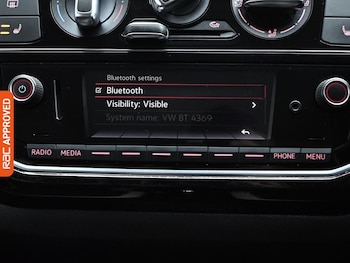 Bluetooth settings
Bluetooth
Visibility: Visible
System name: VW BT 4369
RADIO MEDIA PHONE MENU
RAC APPROVED